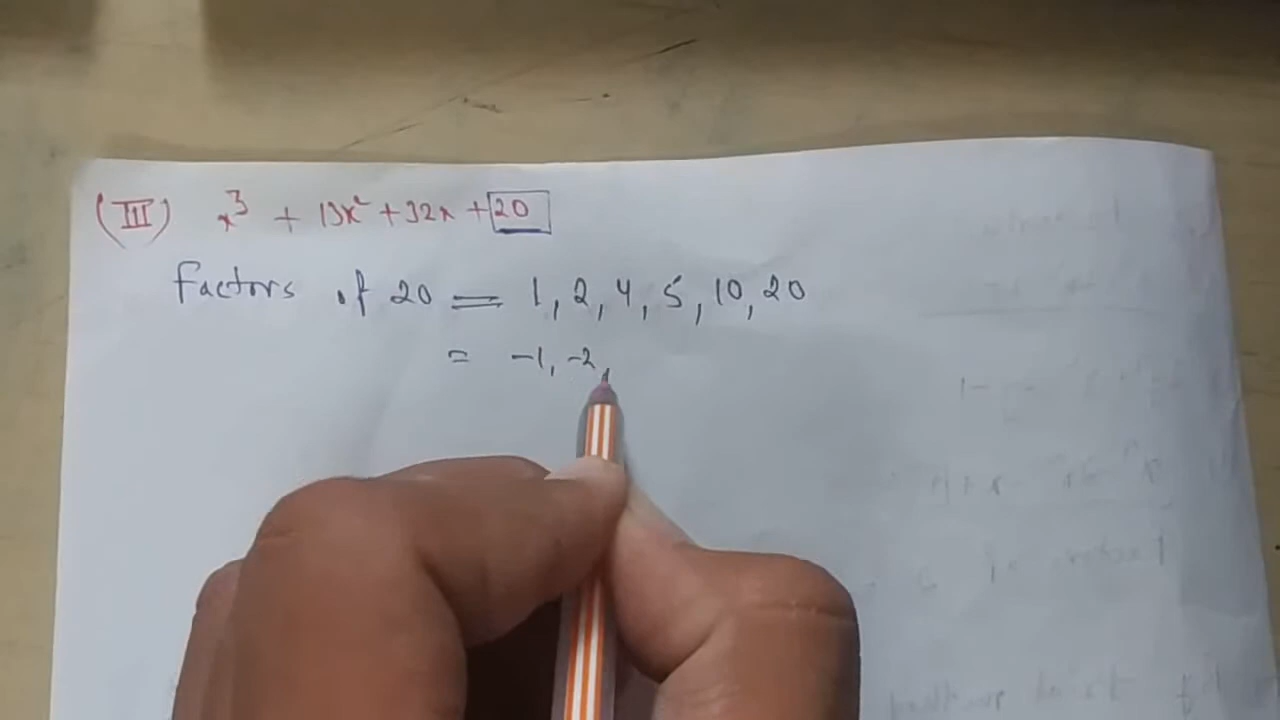 (III) x³ + 13x² + 32x + 20
Factors of 20 = 1, 2, 4, 5, 10, 20
= -1, -2,